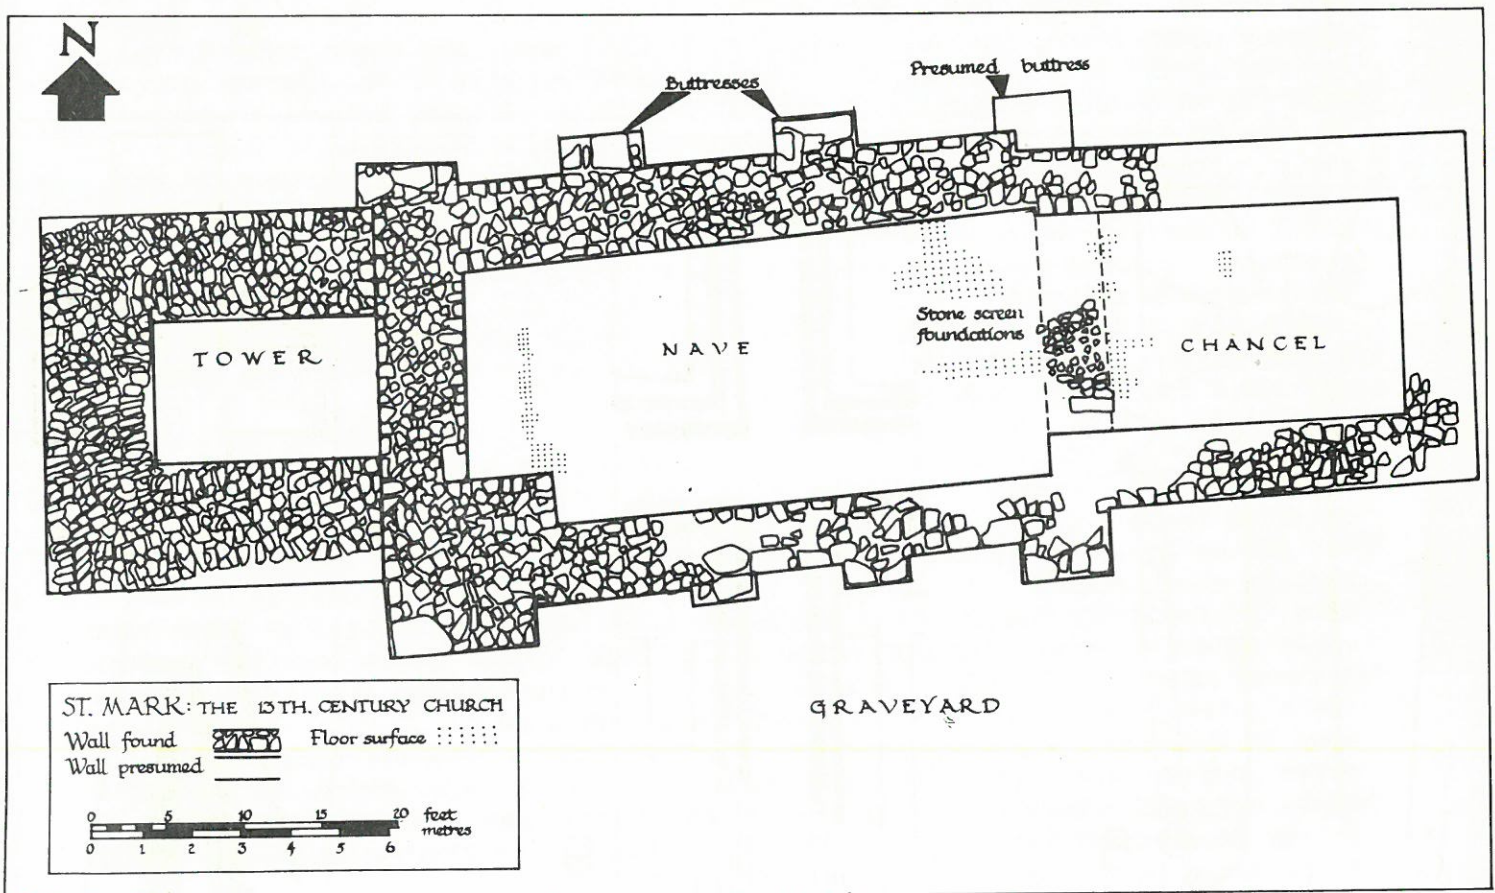 N
Buttresses
Presumed buttress
TOWER
NAVE
Stone screen
foundations
CHANCEL
GRAVEYARD
ST. MARK: THE 13TH. CENTURY CHURCH
Wall found
Floor surface
Wall presumed
0 5 10 15 20 feet
metres
0 1 2 3 4 5 6